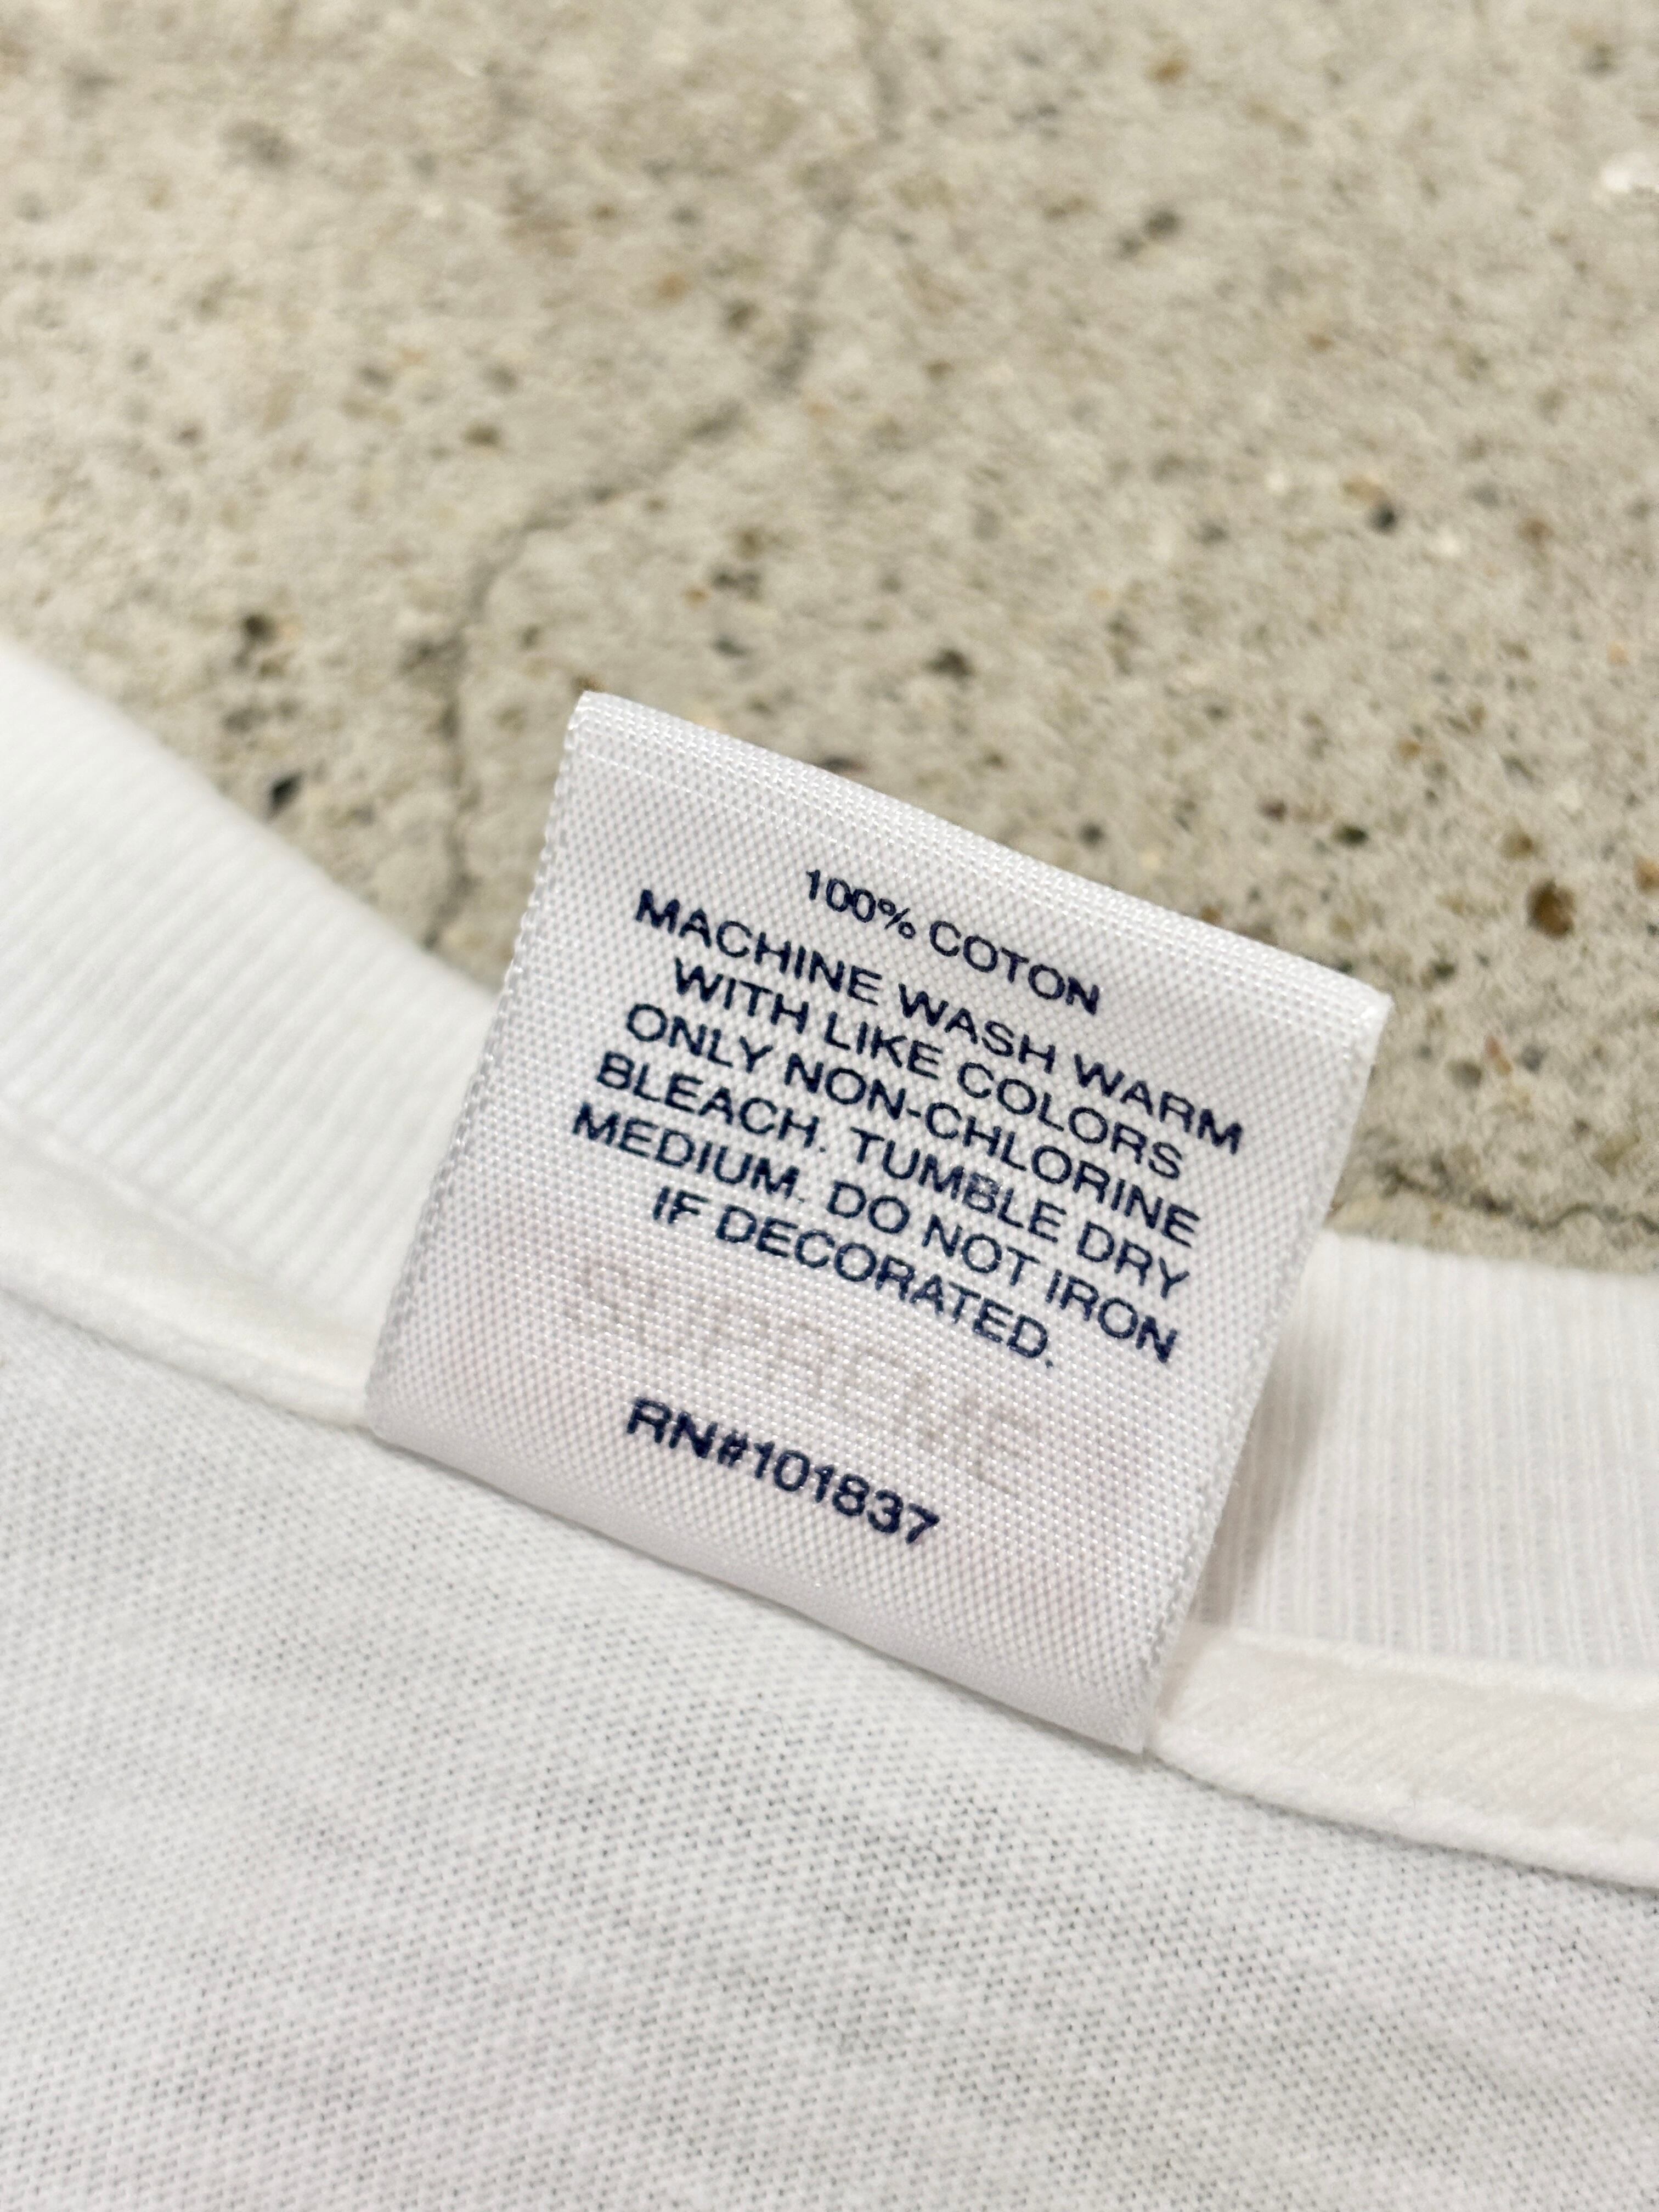 100% COTON
MACHINE WASH WARM
WITH LIKE COLORS
ONLY NON-CHLORINE
BLEACH. TUMBLE DRY
MEDIUM. DO NOT IRON
IF DECORATED.
RN#101837